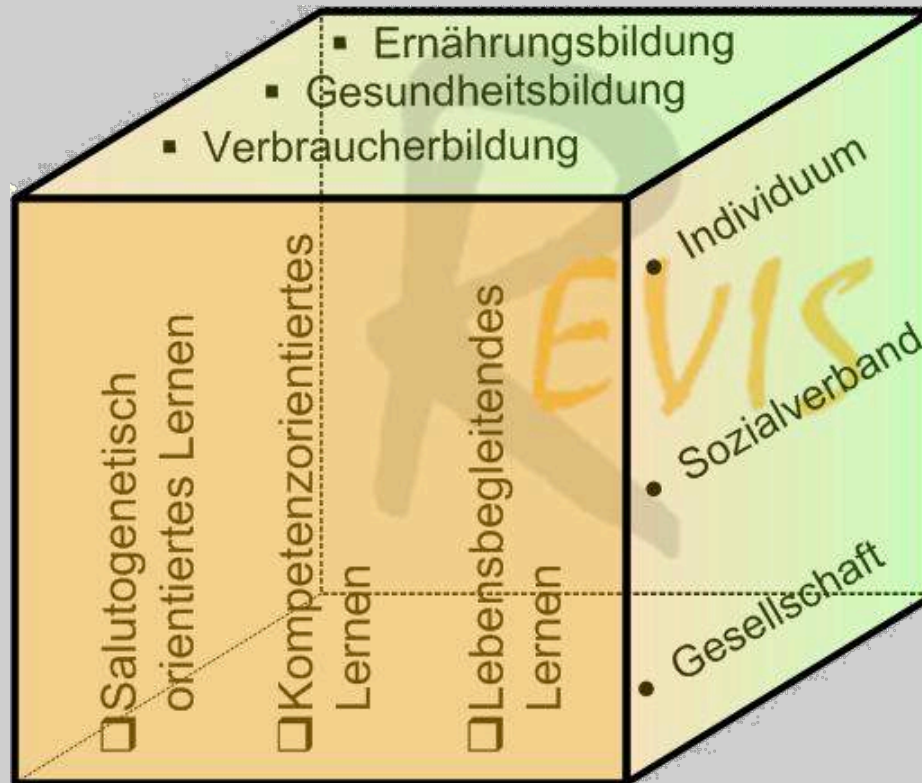 ▪ Ernährungsbildung
▪ Gesundheitsbildung
▪ Verbraucherbildung
❑Salutogenetisch
orientiertes Lernen
❑Kompetenzorientiertes
Lernen
❑Lebensbegleitendes
Lernen
• Individuum
• Sozialverband
• Gesellschaft
REVIS